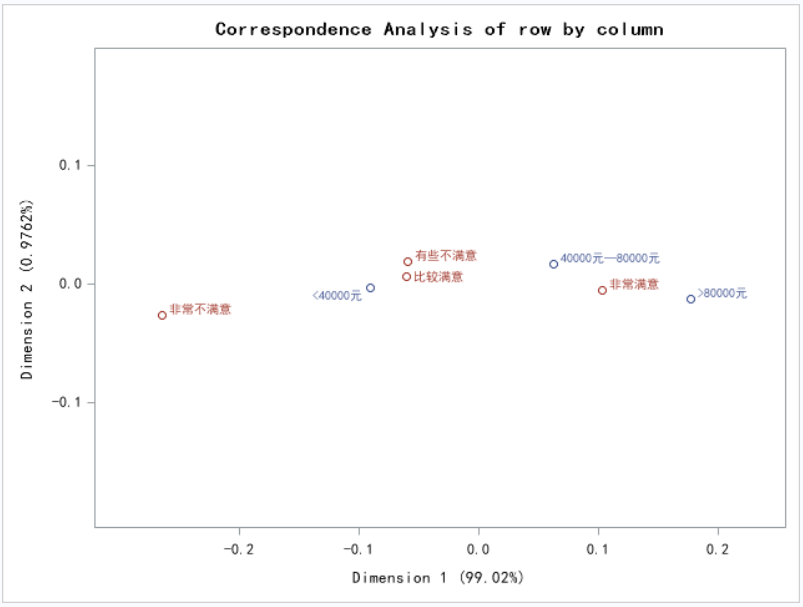 Correspondence Analysis of row by column
0.1
0.0
-0.1
Dimension 2 (0.9762%)
有些不满意
比较满意
<40000元
非常不满意
40000元—80000元
非常满意
>80000元
-0.2
-0.1
0.0
0.1
0.2
Dimension 1 (99.02%)